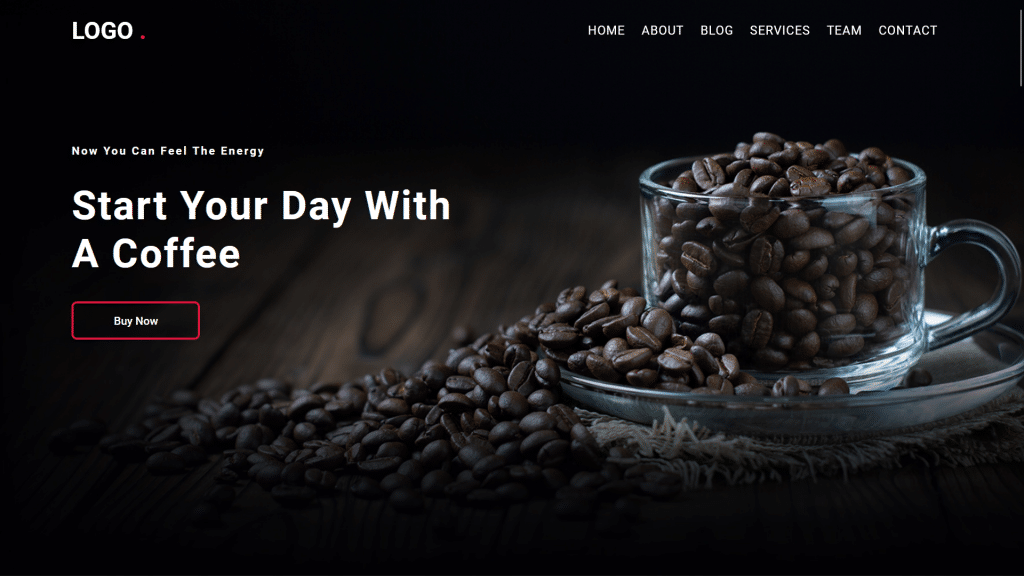 LOGO .
HOME ABOUT BLOG SERVICES TEAM CONTACT
Now You Can Feel The Energy
Start Your Day With
A Coffee
Buy Now